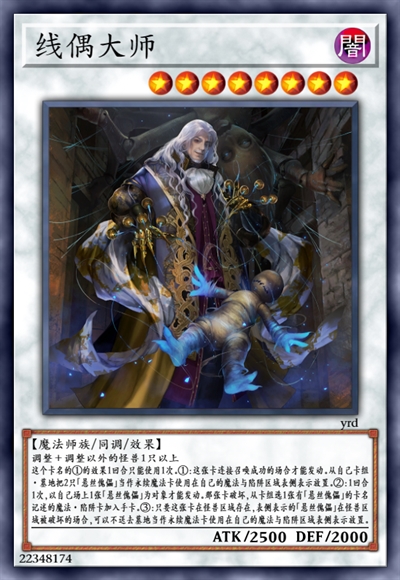 线偶大师
闇
yrd
【魔法师族/同调/效果】
调整+调整以外的怪兽1只以上
这个卡名的①的效果1回合只能使用1次。①:这张卡连接召唤成功的场合才能发动。从自己卡组
·墓地把2只「悬丝傀儡」当作永续魔法卡使用在自己的魔法与陷阱区域表侧表示放置。②:1回合
1次,以自己场上1张「悬丝傀儡」为对象才能发动。那张卡破坏,从卡组选1张有「悬丝傀儡」的卡名
记述的魔法·陷阱卡加入手卡。③:只要这张卡在怪兽区域存在,表侧卡的「悬丝傀儡」在怪兽区
域被破坏的场合,可以不送去墓地当作永续魔法卡使用在自己的魔法与陷阱区域表侧表示放置。
ATK/2500 DEF/2000
22348174